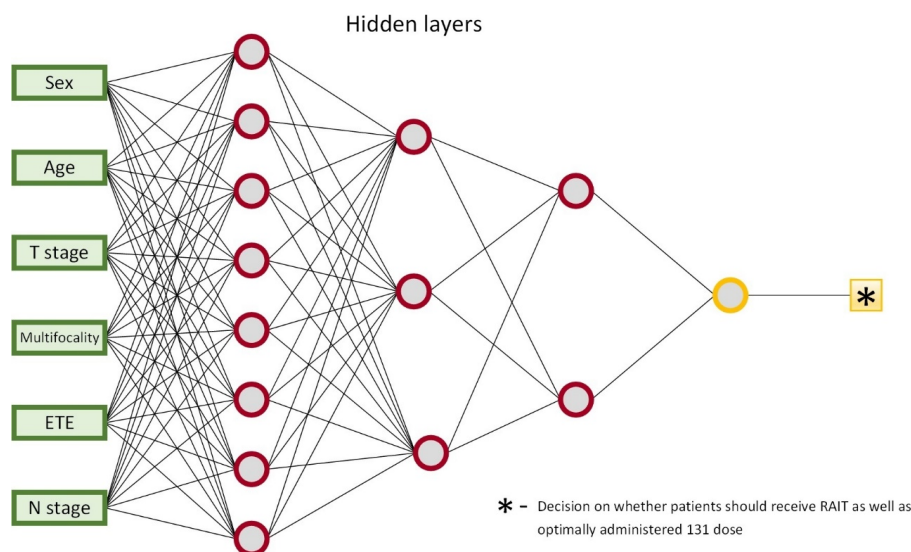 Hidden layers
Sex
Age
T stage
Multifocality
ETE
N stage
*
* - Decision on whether patients should receive RAIT as well as
optimally administered 131 dose